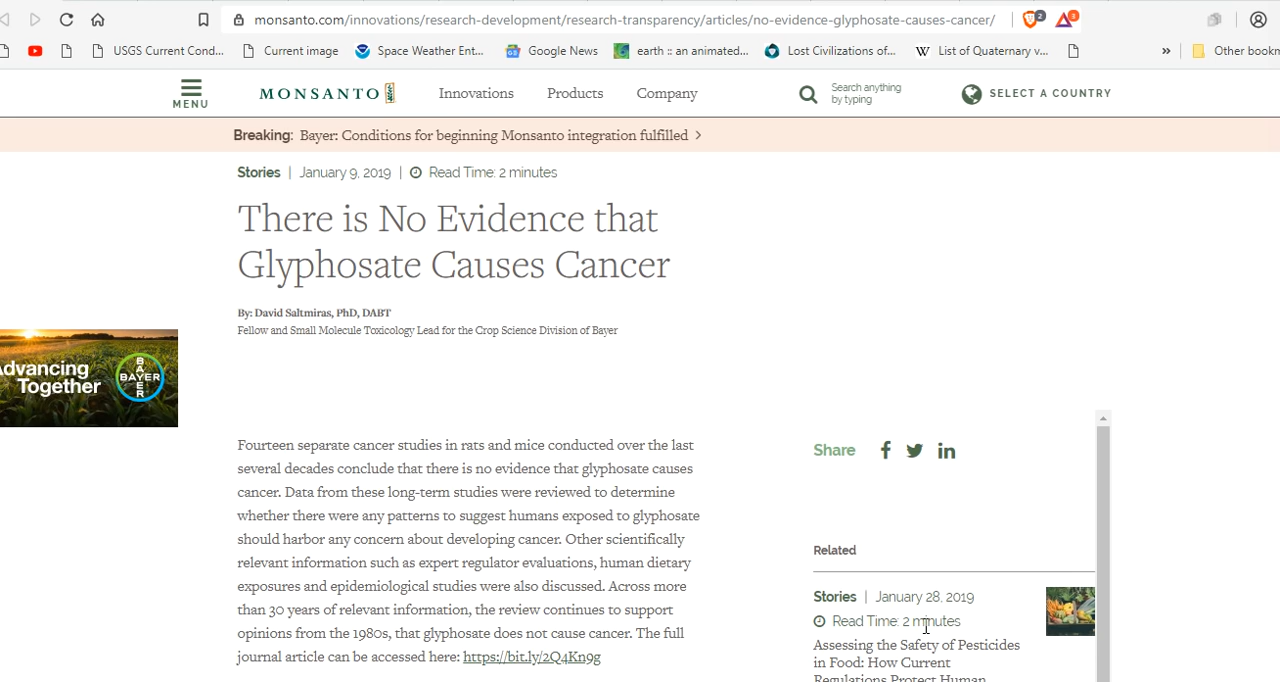 monsanto.com/innovations/research-development/research-transparency/articles/no-evidence-glyphosate-causes-cancer/
2
3
USGS Current Cond...
Current image
Space Weather Ent...
Google News
earth :: an animated...
Lost Civilizations of...
W List of Quaternary v...
» Other bookm
MENU
MONSANTO
Innovations
Products
Company
Search anything
by typing
SELECT A COUNTRY
Breaking: Bayer: Conditions for beginning Monsanto integration fulfilled >
Stories | January 9, 2019 | Read Time: 2 minutes
There is No Evidence that
Glyphosate Causes Cancer
By: David Saltmiras, PhD, DABT
Fellow and Small Molecule Toxicology Lead for the Crop Science Division of Bayer
dvancing
Together
BAYER
BAYER
Fourteen separate cancer studies in rats and mice conducted over the last
several decades conclude that there is no evidence that glyphosate causes
cancer. Data from these long-term studies were reviewed to determine
whether there were any patterns to suggest humans exposed to glyphosate
should harbor any concern about developing cancer. Other scientifically
relevant information such as expert regulator evaluations, human dietary
exposures and epidemiological studies were also discussed. Across more
than 30 years of relevant information, the review continues to support
opinions from the 1980s, that glyphosate does not cause cancer. The full
journal article can be accessed here: https://bit.ly/2Q4Kn9g
Share f in
Related
Stories | January 28, 2019
Read Time: 2 minutes
Assessing the Safety of Pesticides
in Food: How Current
Regulations Protect Human